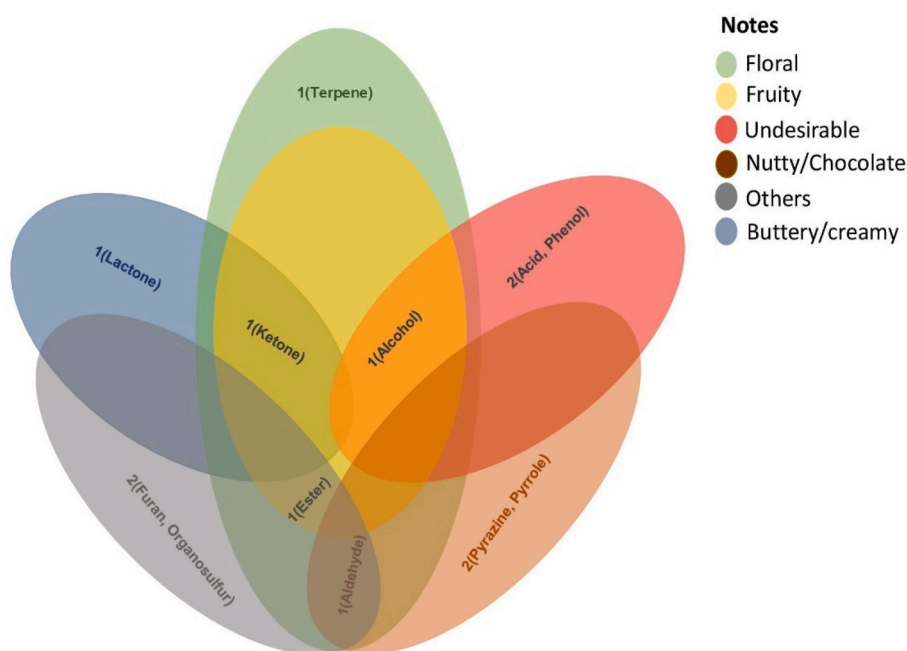 Notes
Floral
Fruity
Undesirable
Nutty/Chocolate
Others
Buttery/creamy
1(Terpene)
1(Lactone)
2(Acid, Phenol)
1(Ketone)
1(Alcohol)
2(Furan, Organosulfur)
1(Ester)
2(Pyrazine, Pyrrole)
1(Aldehyde)